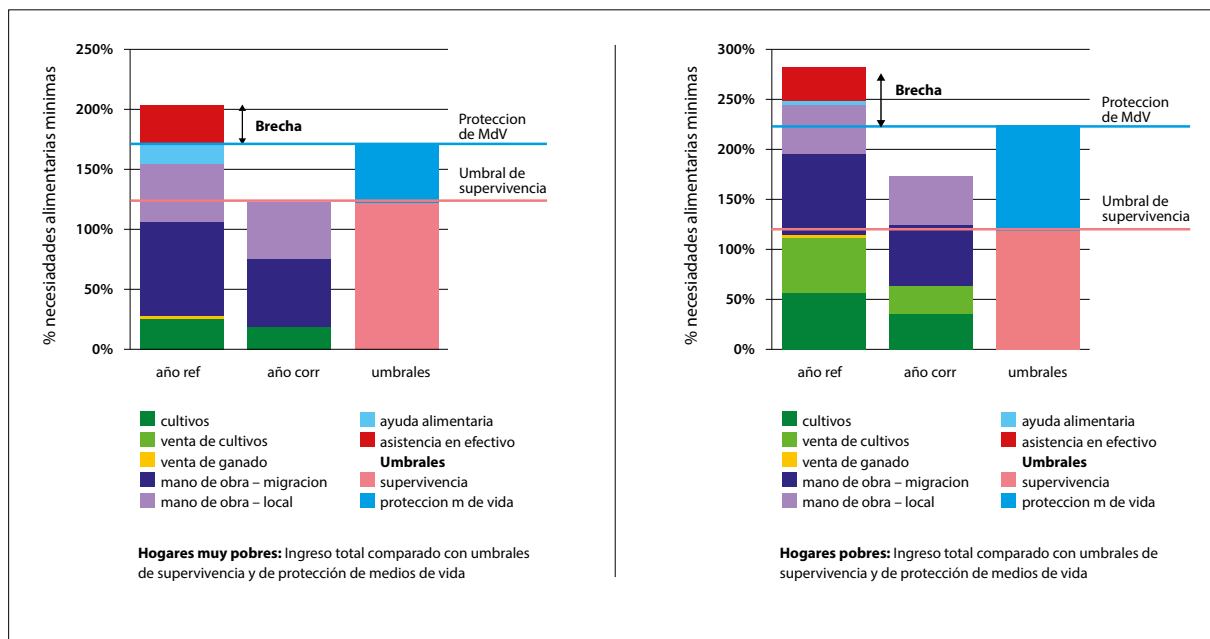 % necesiadades alimentarias minimas
250%
200%
150%
100%
50%
0%
Brecha
Proteccion
de MdV
Umbral de
supervivencia
año ref
año corr
umbrales
cultivos
venta de cultivos
venta de ganado
mano de obra – migracion
mano de obra – local
ayuda alimentaria
asistencia en efectivo
Umbrales
supervivencia
proteccion m de vida
Hogares muy pobres: Ingreso total comparado con umbrales
de supervivencia y de protección de medios de vida
% necesiadades alimentarias minimas
300%
250%
200%
150%
100%
50%
0%
Brecha
Proteccion
de MdV
Umbral de
supervivencia
año ref
año corr
umbrales
cultivos
venta de cultivos
venta de ganado
mano de obra – migracion
mano de obra – local
ayuda alimentaria
asistencia en efectivo
Umbrales
supervivencia
proteccion m de vida
Hogares pobres: Ingreso total comparado con umbrales de
supervivencia y de protección de medios de vida